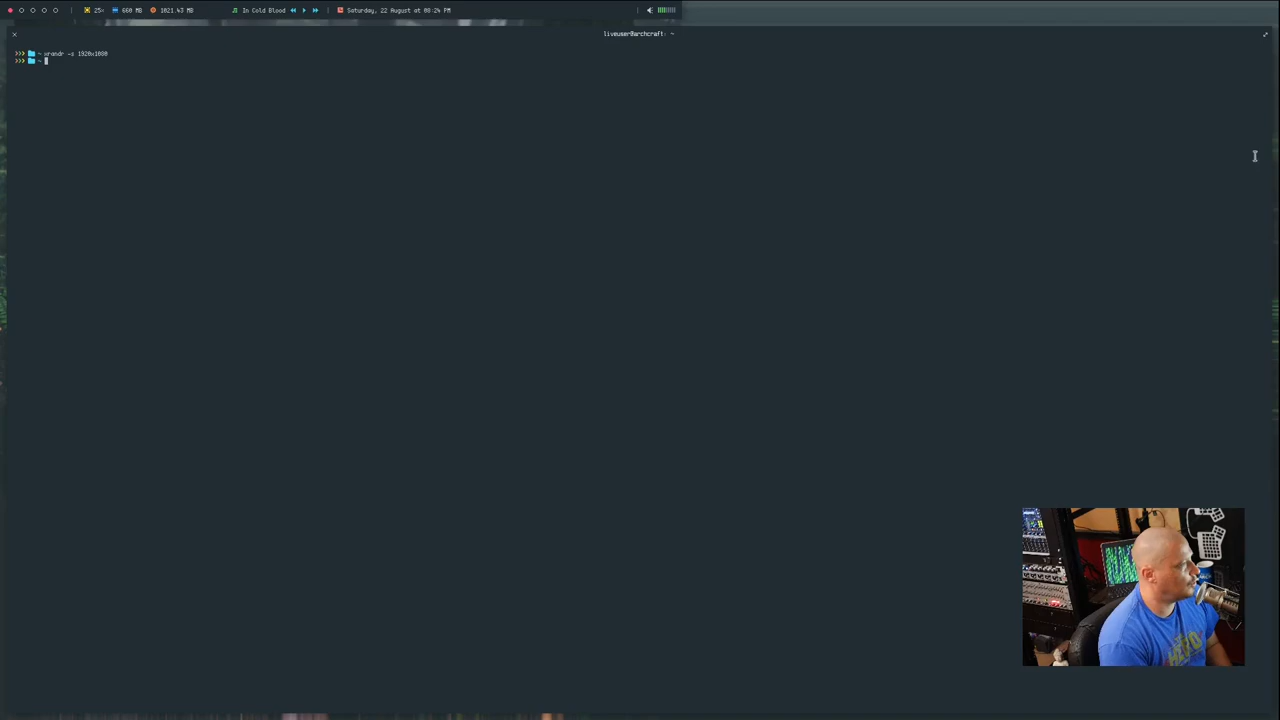 25% 660 MB 1021.43 MB In Cold Blood Saturday, 22 August at 08:24 PM
liveuser@archcraft: ~
>>> ~ xrandr -s 1920x1080
>>> ~